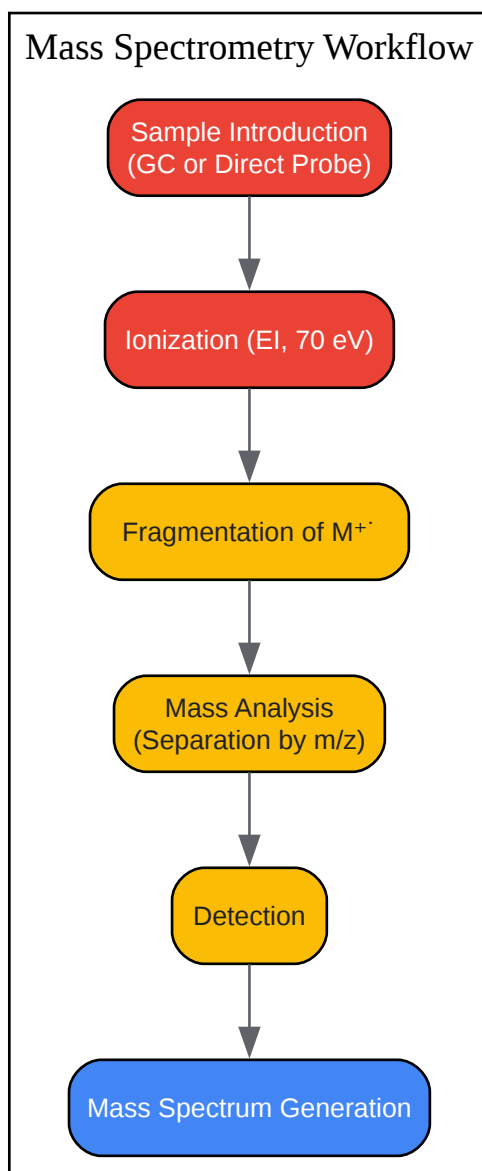 Mass Spectrometry Workflow
Sample Introduction
(GC or Direct Probe)
Ionization (EI, 70 eV)
Fragmentation of M⁺˙
Mass Analysis
(Separation by m/z)
Detection
Mass Spectrum Generation